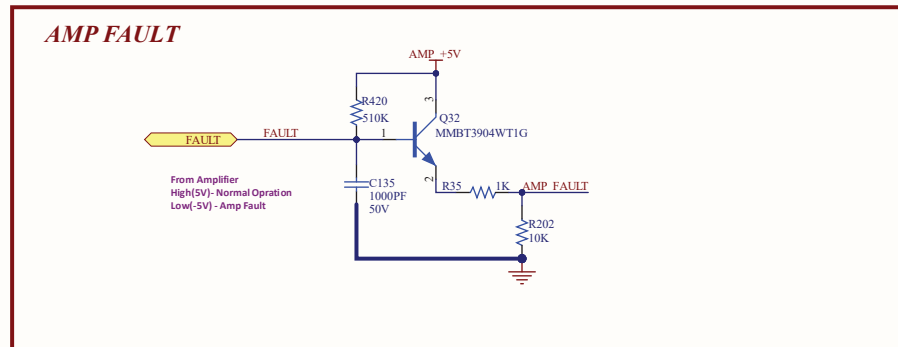 AMP FAULT
AMP_+5V
R420
510K
3
Q32
MMBT3904WT1G
1
FAULT
FAULT
2
From Amplifier
High(5V)- Normal Opration
Low(-5V) - Amp Fault
C135
1000PF
50V
R35
1K
AMP_FAULT
R202
10K